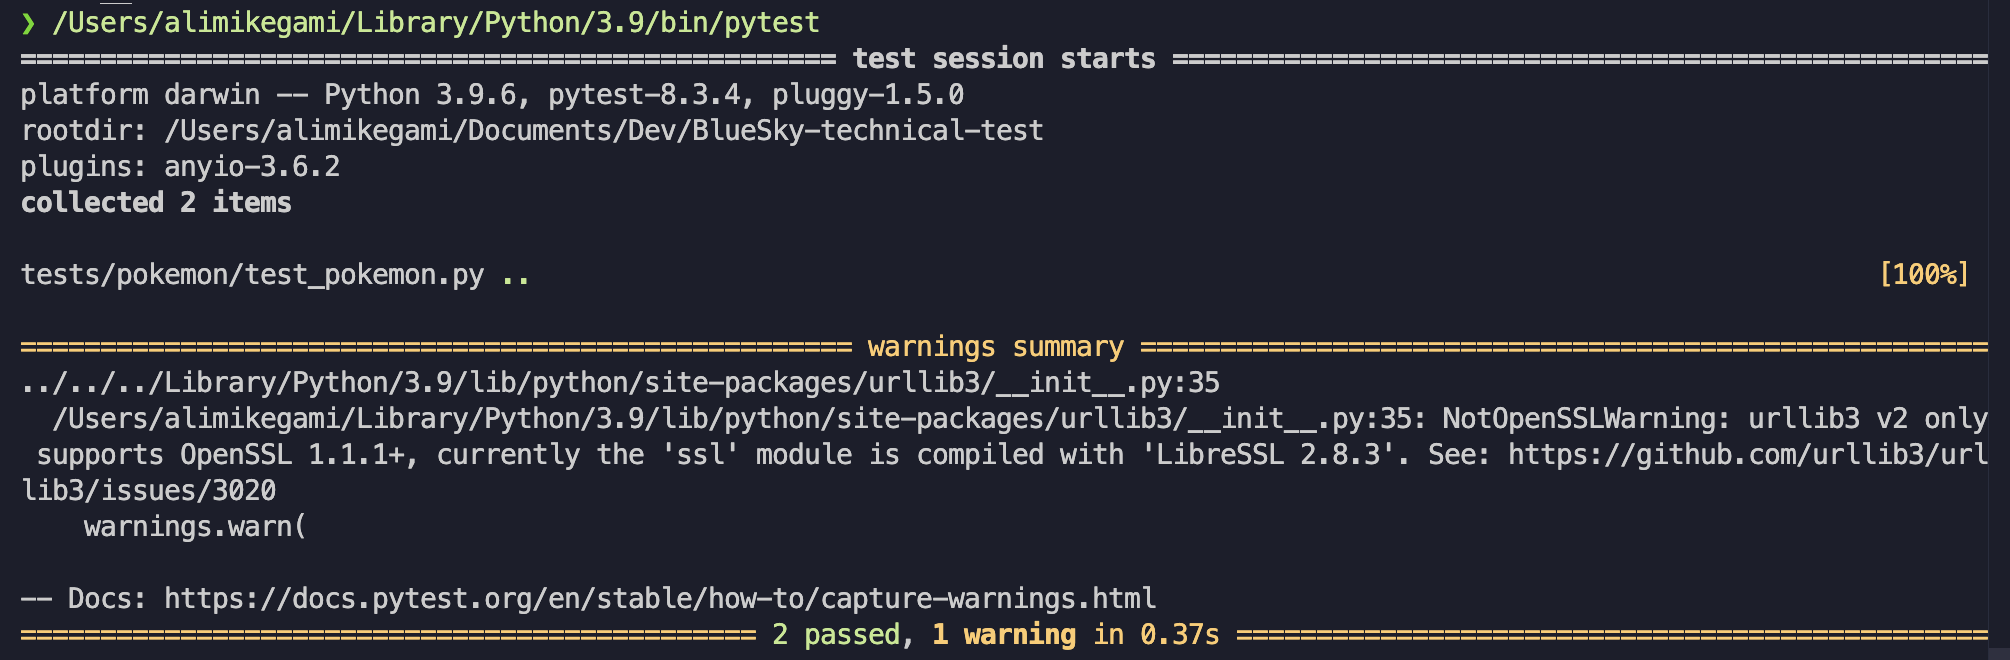 ❯ /Users/alimikegami/Library/Python/3.9/bin/pytest
=================================================== test session starts ===================================================
platform darwin -- Python 3.9.6, pytest-8.3.4, pluggy-1.5.0
rootdir: /Users/alimikegami/Documents/Dev/BlueSky-technical-test
plugins: anyio-3.6.2
collected 2 items
tests/pokemon/test_pokemon.py .. [100%]
==================================================== warnings summary =====================================================
../../../Library/Python/3.9/lib/python/site-packages/urllib3/__init__.py:35
  /Users/alimikegami/Library/Python/3.9/lib/python/site-packages/urllib3/__init__.py:35: NotOpenSSLWarning: urllib3 v2 only
 supports OpenSSL 1.1.1+, currently the 'ssl' module is compiled with 'LibreSSL 2.8.3'. See: https://github.com/urllib3/url
lib3/issues/3020
    warnings.warn(
-- Docs: https://docs.pytest.org/en/stable/how-to/capture-warnings.html
============================================== 2 passed, 1 warning in 0.37s ===============================================